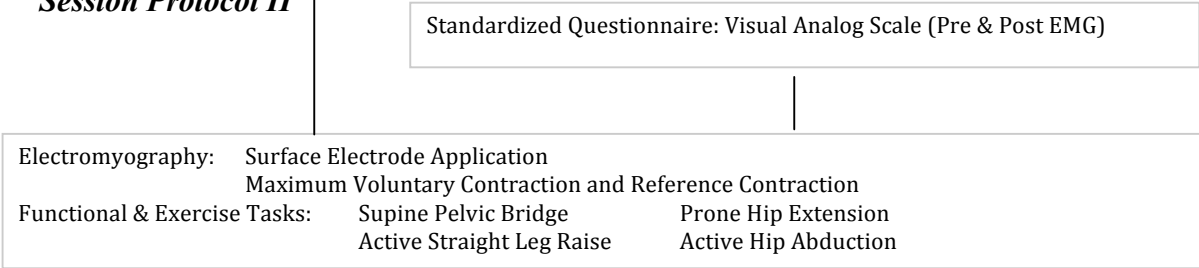 Session Protocol II
Standardized Questionnaire: Visual Analog Scale (Pre & Post EMG)
Electromyography: Surface Electrode Application
Maximum Voluntary Contraction and Reference Contraction
Functional & Exercise Tasks: Supine Pelvic Bridge Prone Hip Extension
Active Straight Leg Raise Active Hip Abduction